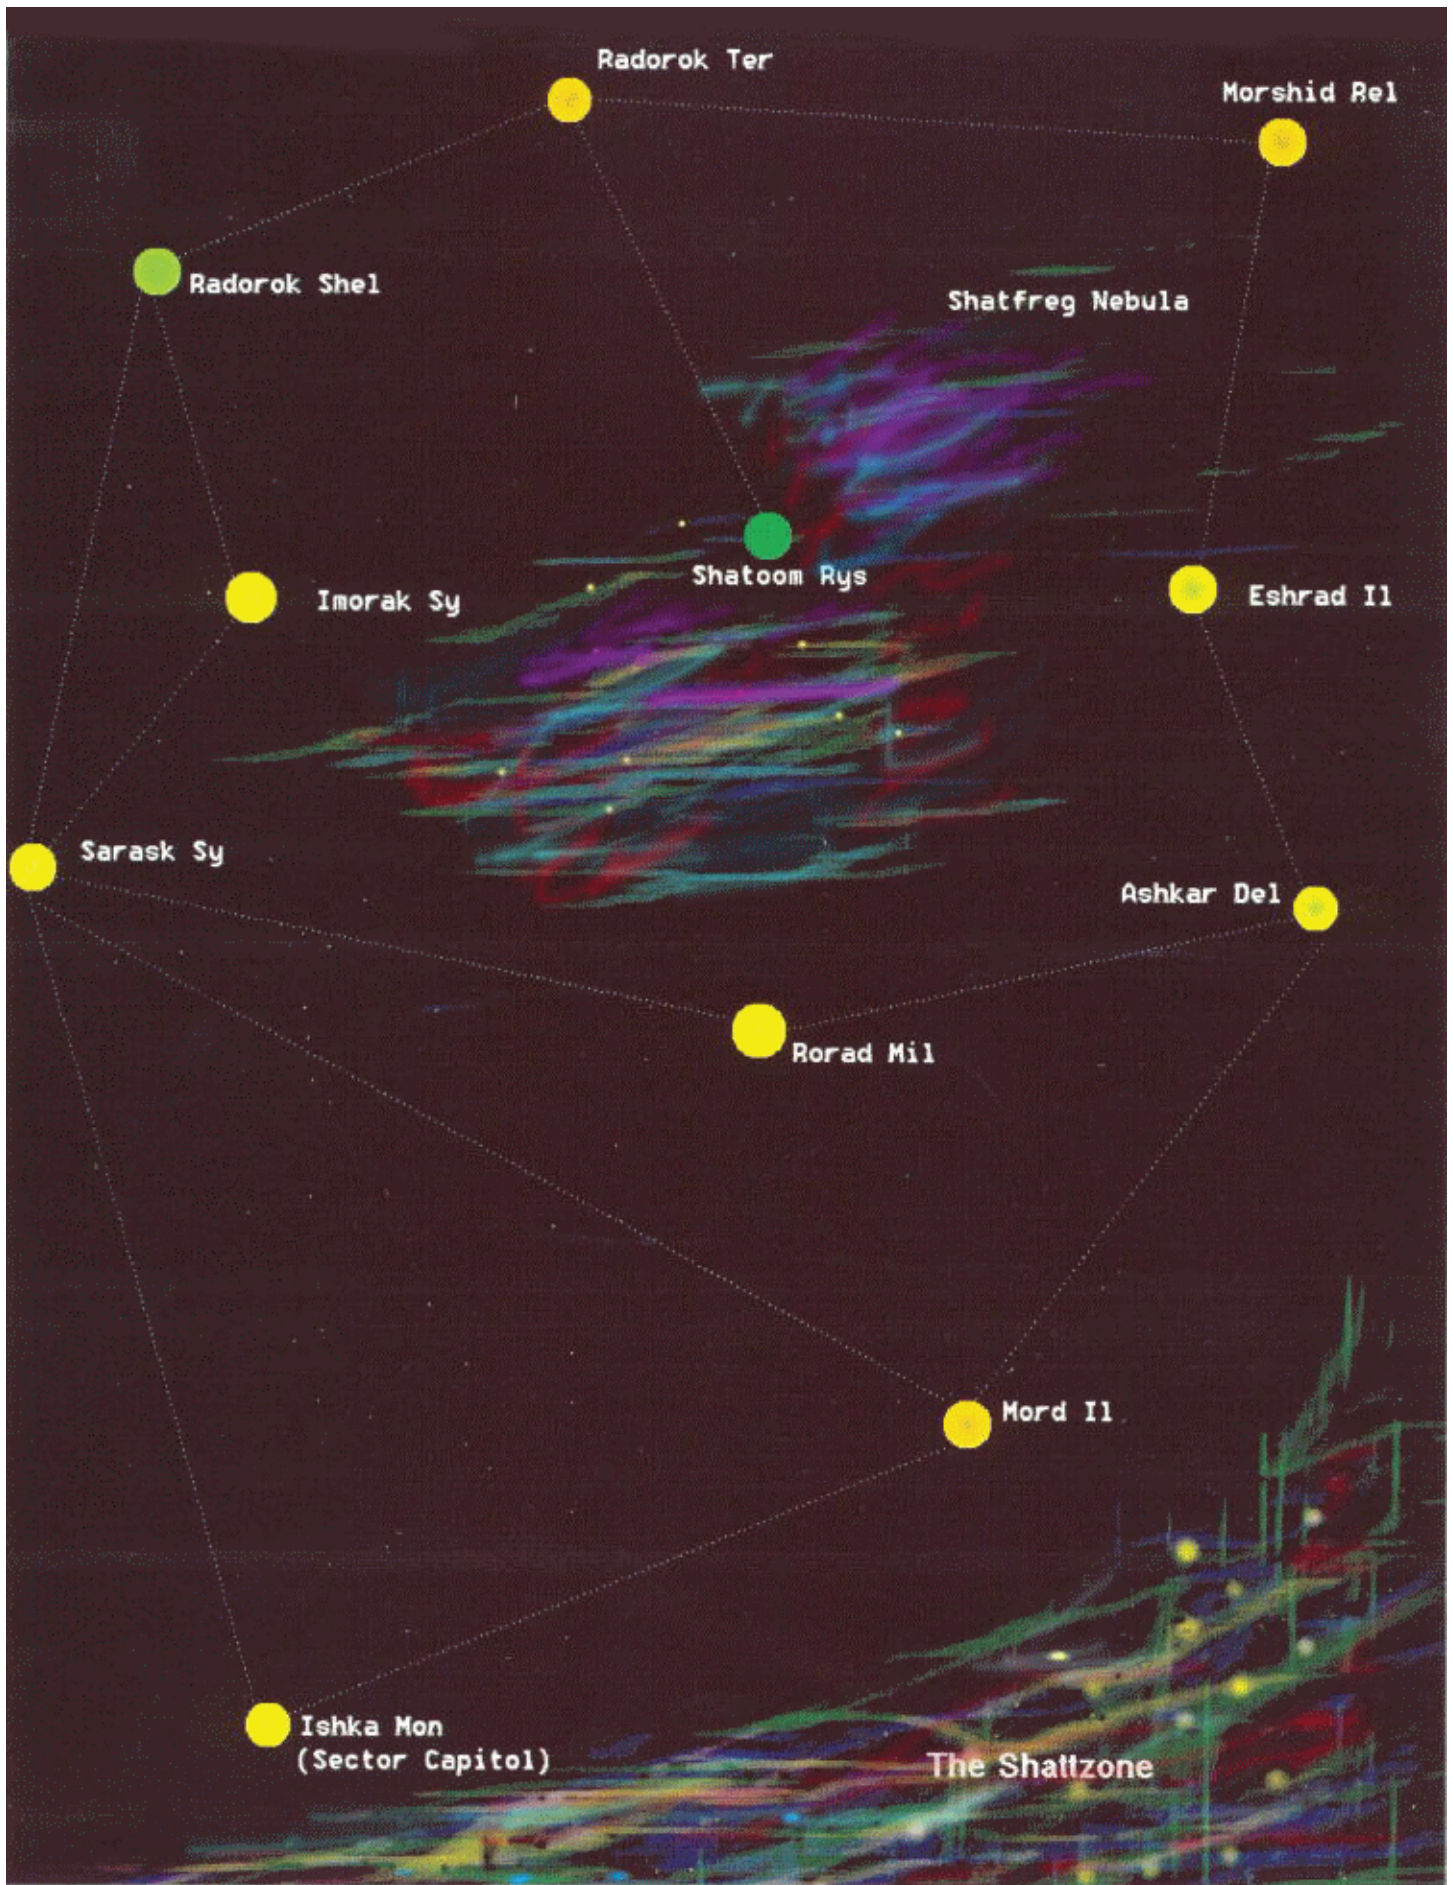 Radorok Ter
Morshid Rel
Radorok Shel
Shatfreg Nebula
Shatoom Rys
Imorak Sy
Eshrad Il
Sarask Sy
Ashkar Del
Rorad Mil
Mord Il
Ishka Mon
(Sector Capitol)
The Shattzone